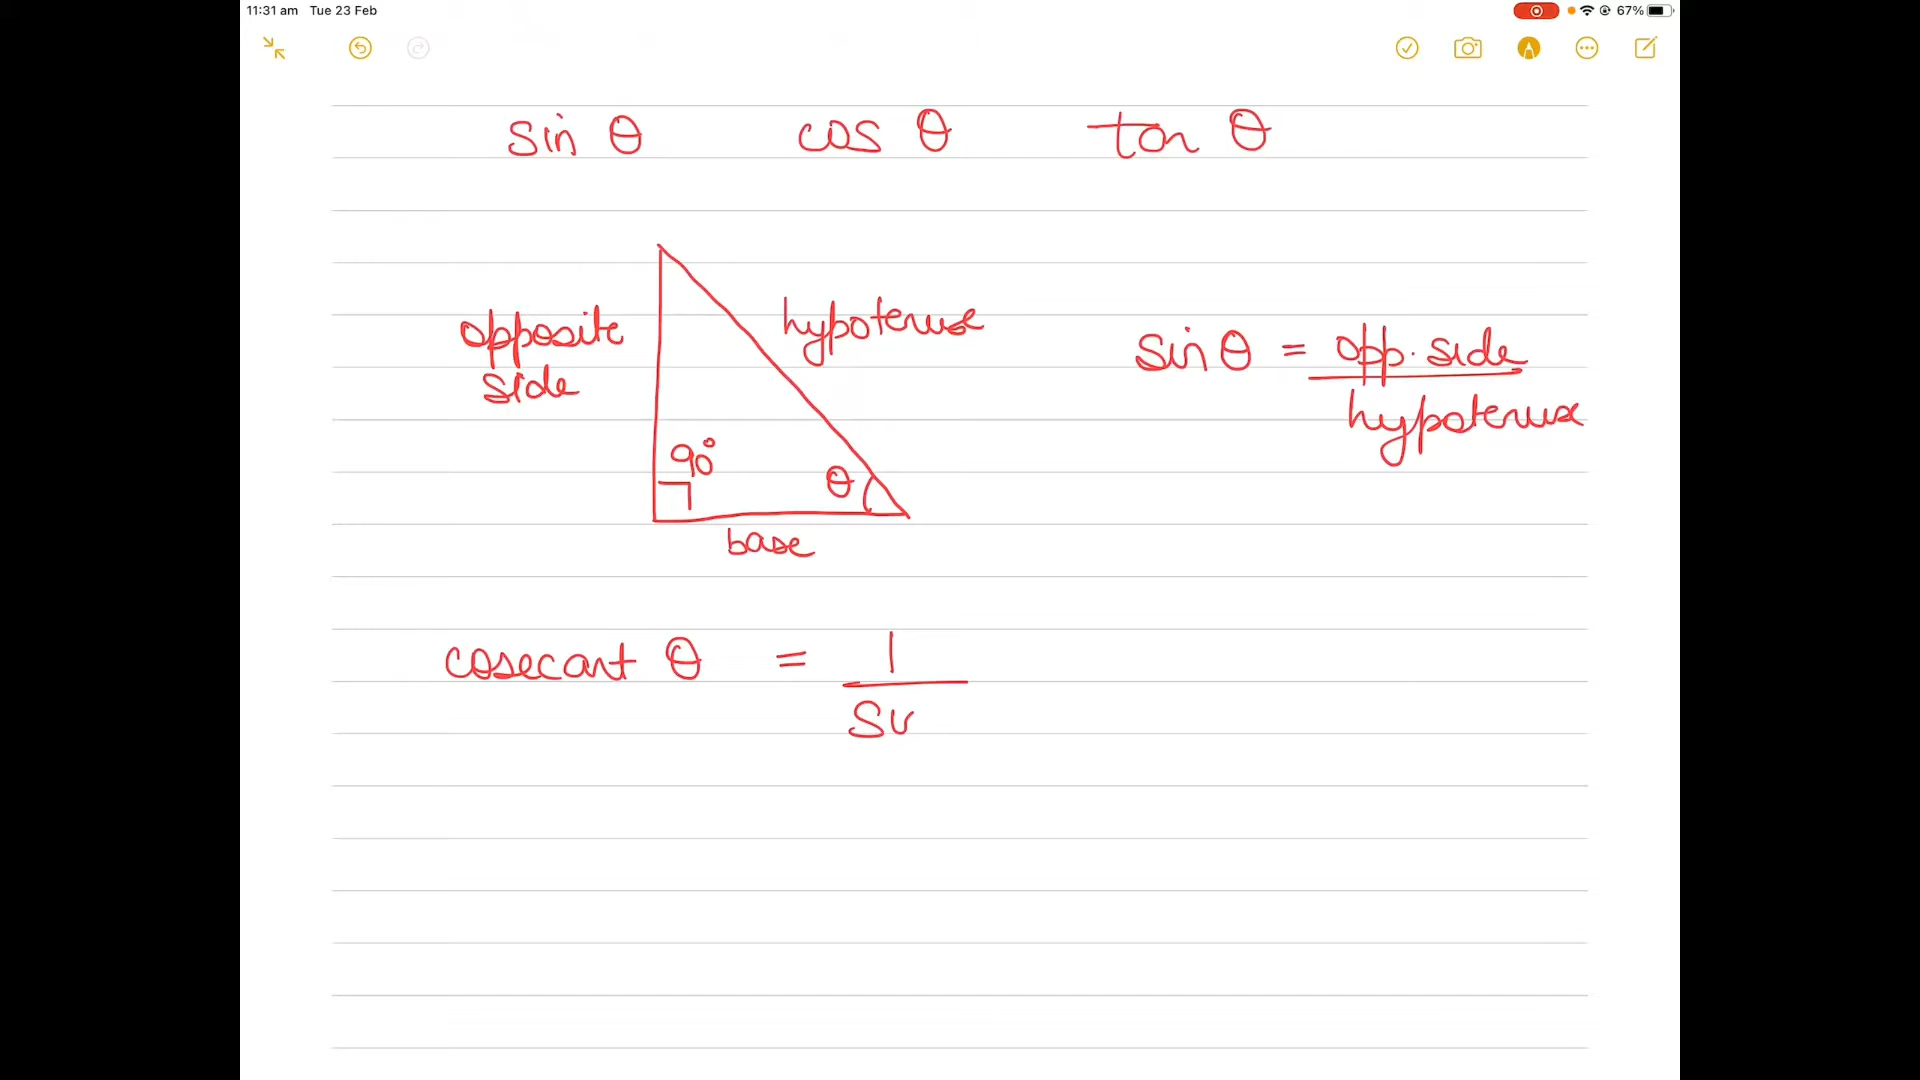 11:31 am Tue 23 Feb
67%
sin θ cos θ tan θ
opposite
side
hypotenuse
sin θ = opp. side
hypotenuse
90°
θ
base
cosecant θ = 1
si